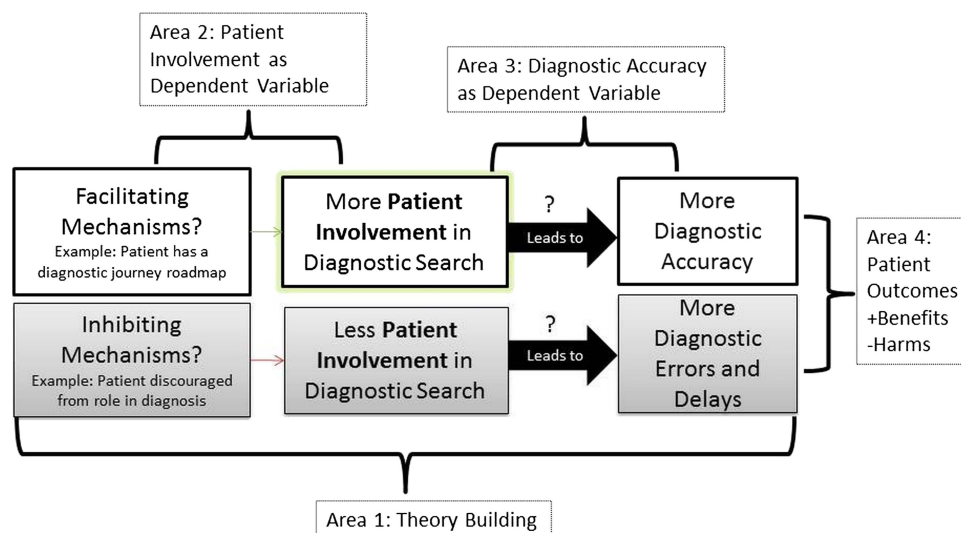 Area 2: Patient
Involvement as
Dependent Variable
Area 3: Diagnostic Accuracy
as Dependent Variable
Facilitating
Mechanisms?
Example: Patient has a
diagnostic journey roadmap
More Patient
Involvement in
Diagnostic Search
?
Leads to
More
Diagnostic
Accuracy
Area 4:
Patient
Outcomes
+Benefits
-Harms
Inhibiting
Mechanisms?
Example: Patient discouraged
from role in diagnosis
Less Patient
Involvement in
Diagnostic Search
?
Leads to
More
Diagnostic
Errors and
Delays
Area 1: Theory Building